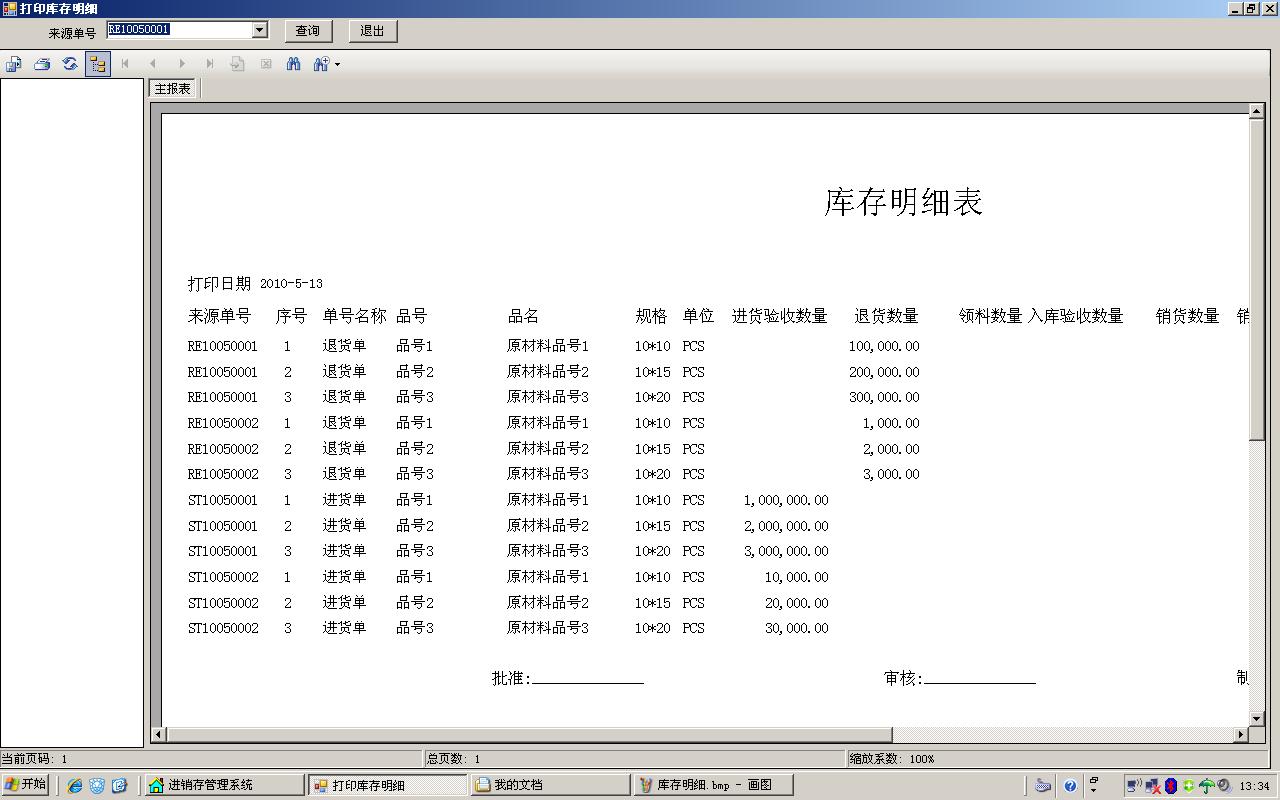 打印库存明细
来源单号 RE10050001 查询 退出
主报表
库存明细表
打印日期 2010-5-13
来源单号 序号 单号名称 品号 品名 规格 单位 进货验收数量 退货数量 领料数量 入库验收数量 销货数量 销
RE10050001 1 退货单 品号1 原材料品号1 10*10 PCS 100,000.00
RE10050001 2 退货单 品号2 原材料品号2 10*15 PCS 200,000.00
RE10050001 3 退货单 品号3 原材料品号3 10*20 PCS 300,000.00
RE10050002 1 退货单 品号1 原材料品号1 10*10 PCS 1,000.00
RE10050002 2 退货单 品号2 原材料品号2 10*15 PCS 2,000.00
RE10050002 3 退货单 品号3 原材料品号3 10*20 PCS 3,000.00
ST10050001 1 进货单 品号1 原材料品号1 10*10 PCS 1,000,000.00
ST10050001 2 进货单 品号2 原材料品号2 10*15 PCS 2,000,000.00
ST10050001 3 进货单 品号3 原材料品号3 10*20 PCS 3,000,000.00
ST10050002 1 进货单 品号1 原材料品号1 10*10 PCS 10,000.00
ST10050002 2 进货单 品号2 原材料品号2 10*15 PCS 20,000.00
ST10050002 3 进货单 品号3 原材料品号3 10*20 PCS 30,000.00
批准: 审核: 制
当前页码: 1 总页数: 1 缩放系数: 100%
开始 进销存管理系统 打印库存明细 我的文档 库存明细.bmp - 画图 13:34